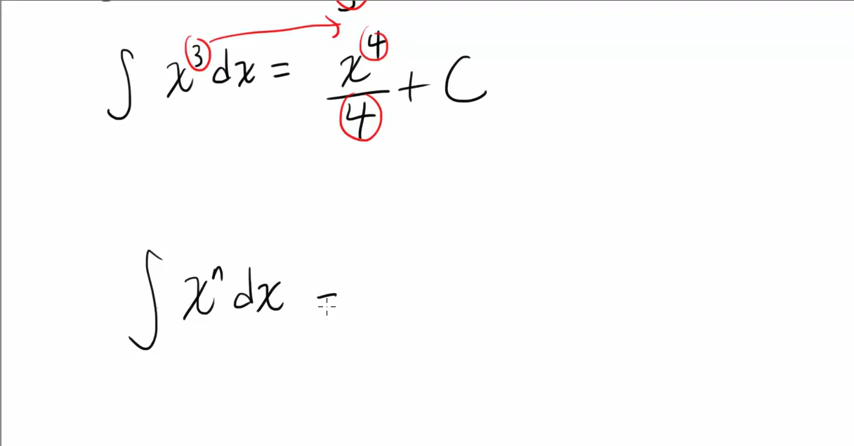 ∫ x³ dx = x⁴/4 + C
∫ xⁿ dx =